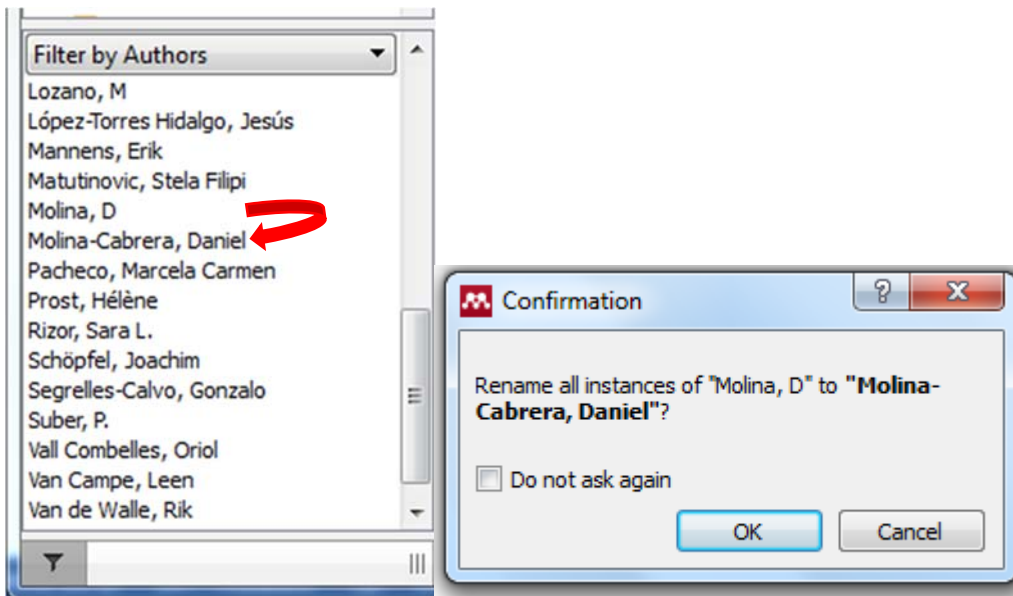 Filter by Authors
Lozano, M
López-Torres Hidalgo, Jesús
Mannens, Erik
Matutinovic, Stela Filipi
Molina, D
Molina-Cabrera, Daniel
Pacheco, Marcela Carmen
Prost, Hélène
Rizor, Sara L.
Schöpfel, Joachim
Segrelles-Calvo, Gonzalo
Suber, P.
Vall Combelles, Oriol
Van Campe, Leen
Van de Walle, Rik
Confirmation
Rename all instances of "Molina, D" to "Molina-
Cabrera, Daniel"?
Do not ask again
OK
Cancel